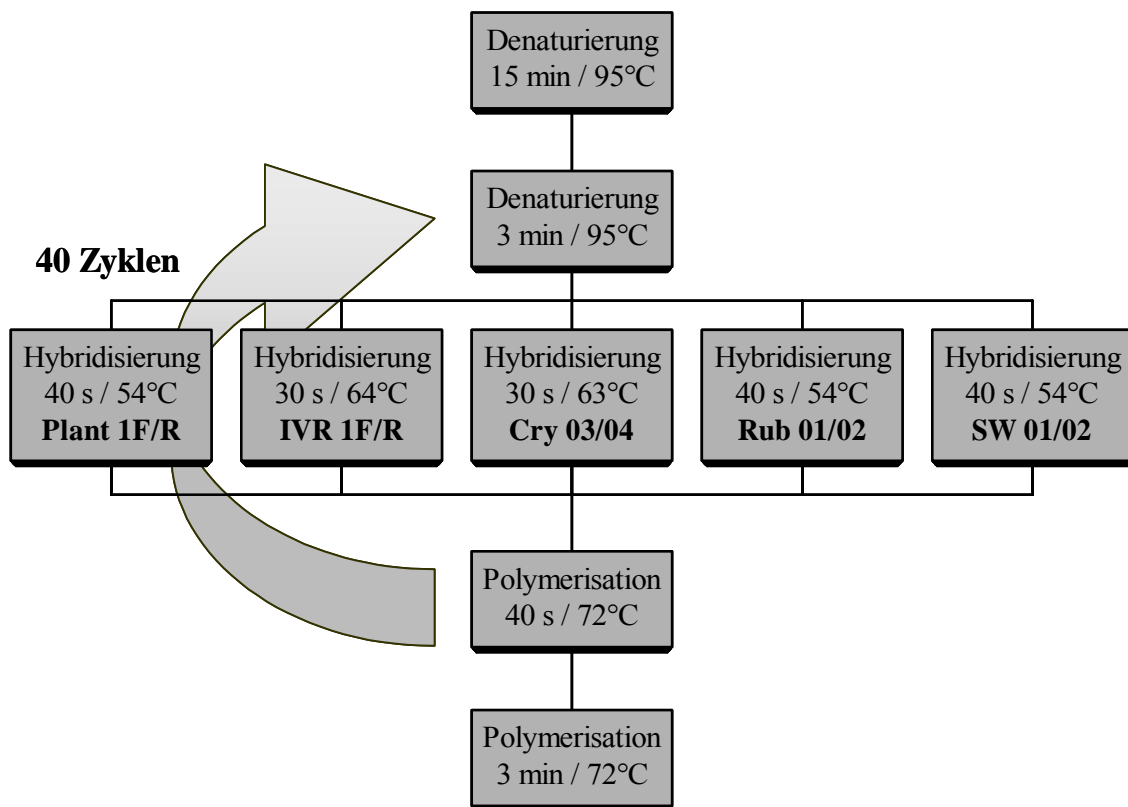 Denaturierung
15 min / 95°C
Denaturierung
3 min / 95°C
40 Zyklen
Hybridisierung
40 s / 54°C
Plant 1F/R
Hybridisierung
30 s / 64°C
IVR 1F/R
Hybridisierung
30 s / 63°C
Cry 03/04
Hybridisierung
40 s / 54°C
Rub 01/02
Hybridisierung
40 s / 54°C
SW 01/02
Polymerisation
40 s / 72°C
Polymerisation
3 min / 72°C